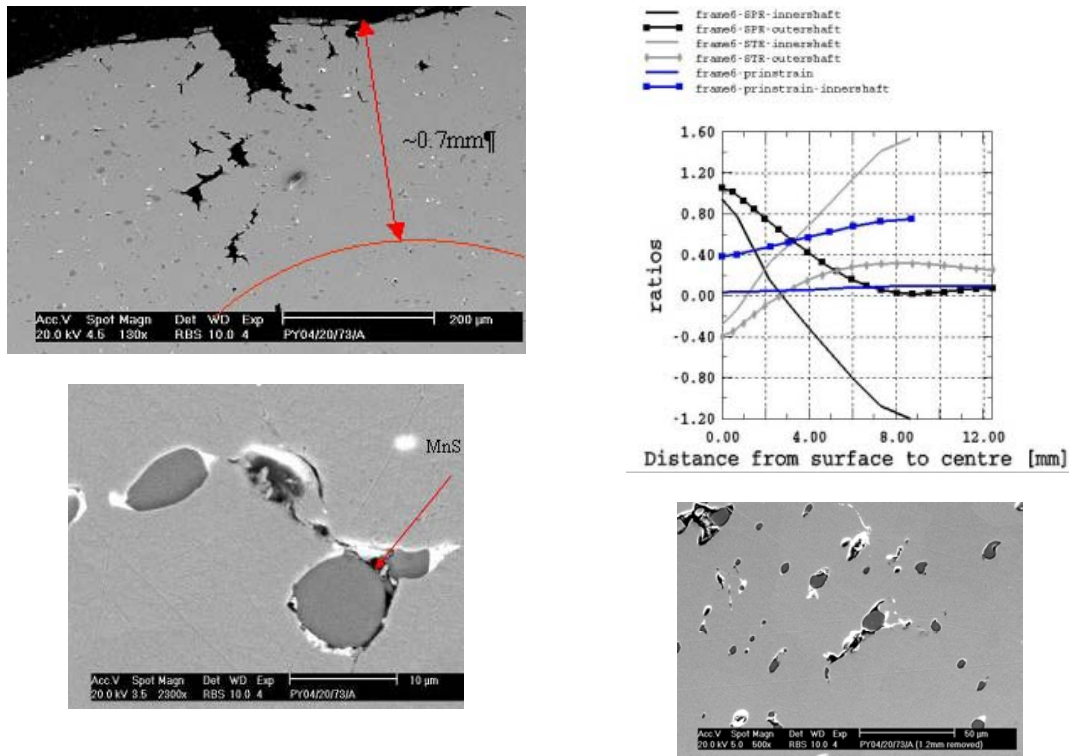 ~0.7mm¶
Acc.V Spot Magn Det WD Exp 200 µm
20.0 kV 4.5 130x RBS 10.0 4 PY04/20/73/A
MnS
Acc.V Spot Magn Det WD Exp 10 µm
20.0 kV 3.5 2300x RBS 10.0 4 PY04/20/73/A
frame6-SPR-innershaft
frame6-SPR-outershaft
frame6-STR-innershaft
frame6-STR-outershaft
frame6-prinstrain
frame6-prinstrain-innershaft
1.60
1.20
0.80
0.40
0.00
-0.40
-0.80
-1.20
ratios
0.00 4.00 8.00 12.00
Distance from surface to centre [mm]
Acc.V Spot Magn Det WD Exp 50 µm
20.0 kV 5.0 500x RBS 10.0 4 PY04/20/73/A (1.2mm removed)